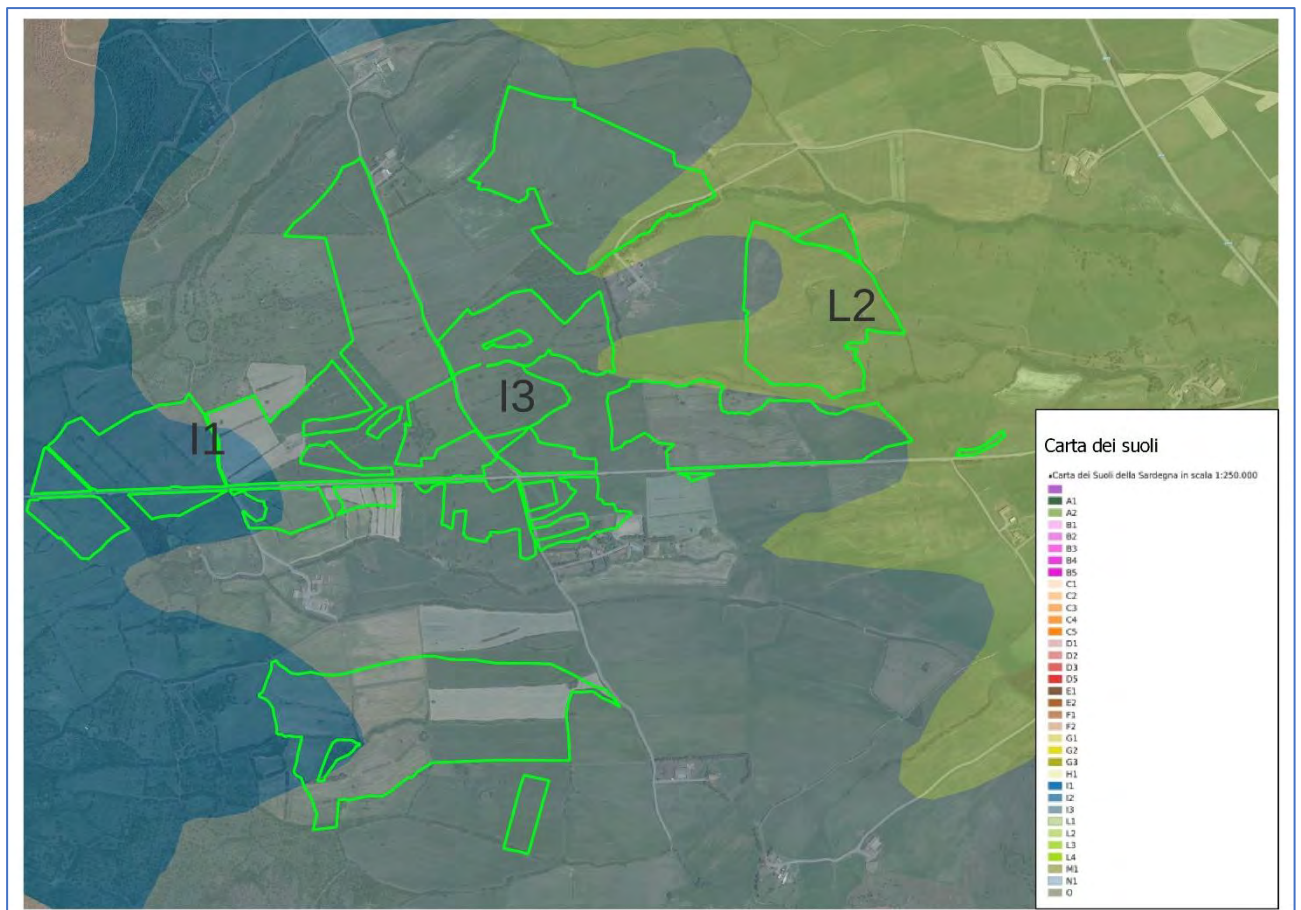 L2
I3
I1
Carta dei suoli
Carta dei Suoli della Sardegna in scala 1:250.000
A1
A2
B1
B2
B3
B4
B5
C1
C2
C3
C4
C5
D1
D2
D3
D5
E1
E2
F1
F2
G1
G2
G3
H1
I1
I2
I3
L1
L2
L3
L4
M1
N1
O